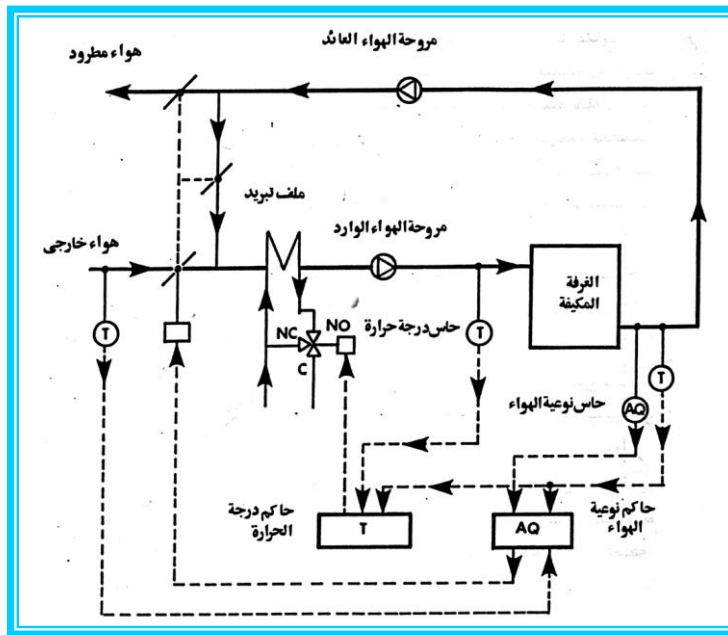 مروحة الهواء العائد
هواء مطرود
ملف تبريد
مروحة الهواء الوارد
هواء خارجى
الغرفة
المكيفة
حاس درجة حرارة
T
NC
NO
C
T
T
حاس نوعية الهواء
AQ
حاكم درجة
الحرارة
T
AQ
حاكم نوعية
الهواء